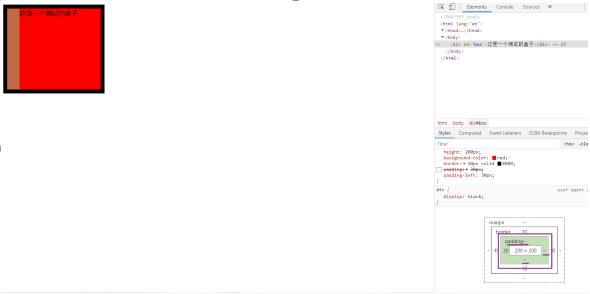 这是一个测试的盒子
Elements Console Sources »
<!DOCTYPE html>
<html lang="en">
▶<head>…</head>
▼<body>
<div id="box">这是一个测试的盒子</div> == $0
</body>
</html>
html body div#box
Styles Computed Event Listeners DOM Breakpoints Prope
Filter :hov .cls
height: 200px;
background-color: red;
border:▶ 10px solid #000;
padding:▶ 30px;
padding-left: 30px;
}
div { user agent
display: block;
}
margin -
border 10
padding-
- 10 30 200 × 200 - 10 -
-
10
-